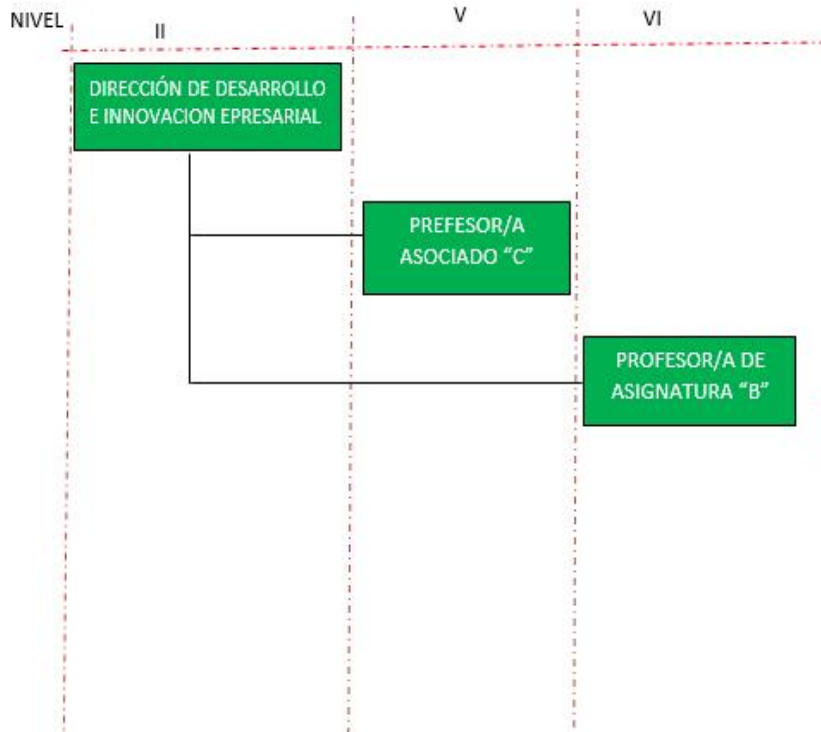 NIVEL
II
V
VI
DIRECCIÓN DE DESARROLLO
E INNOVACION EPRESARIAL
PREFESOR/A
ASOCIADO “C”
PROFESOR/A DE
ASIGNATURA “B”